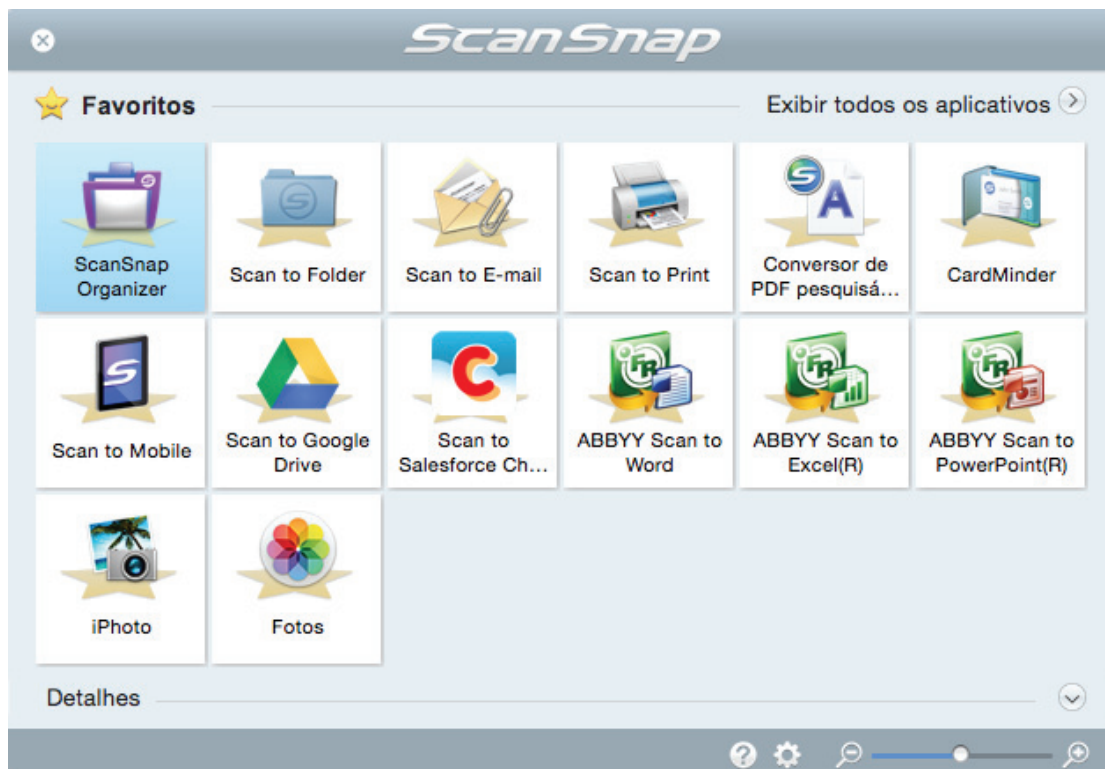 ScanSnap
Favoritos
Exibir todos os aplicativos
ScanSnap
Organizer
Scan to Folder
Scan to E-mail
Scan to Print
Conversor de
PDF pesquisá...
CardMinder
Scan to Mobile
Scan to Google
Drive
Scan to
Salesforce Ch...
ABBYY Scan to
Word
ABBYY Scan to
Excel(R)
ABBYY Scan to
PowerPoint(R)
iPhoto
Fotos
Detalhes